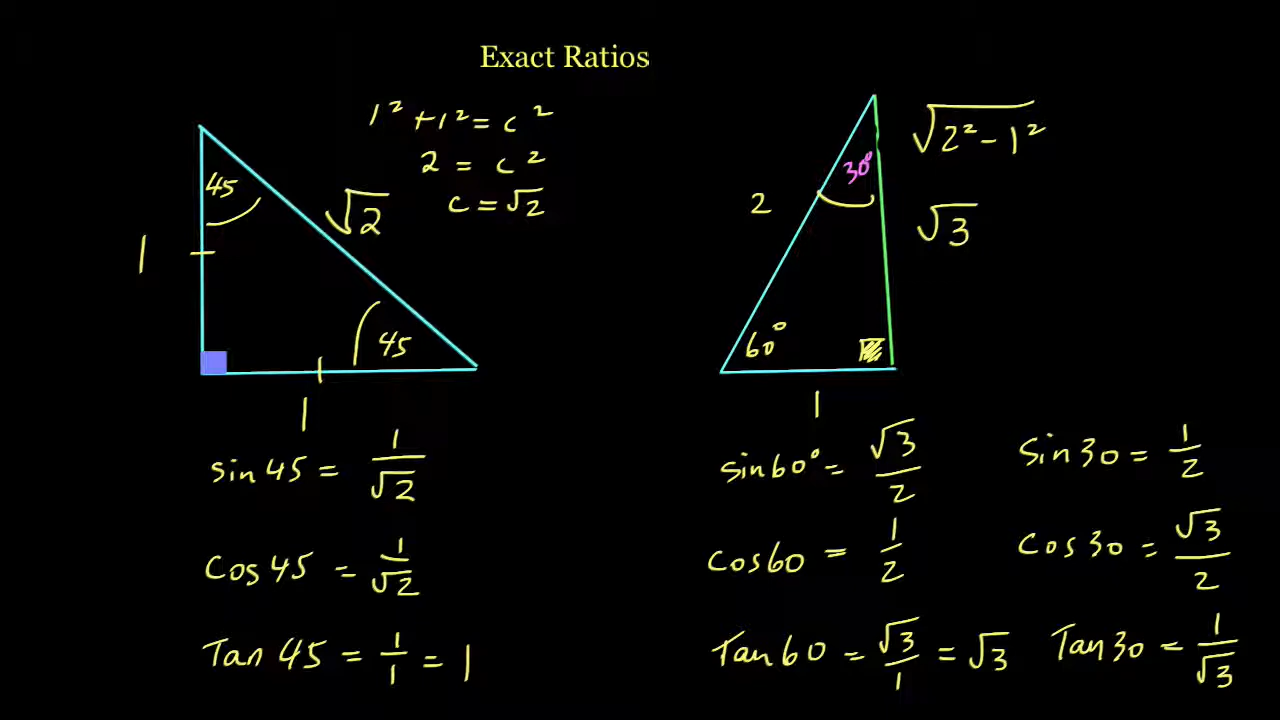 Exact Ratios
1² + 1² = c²
2 = c²
c = √2
45
√2
1
45
1
sin 45 = 1/√2
cos 45 = 1/√2
Tan 45 = 1/1 = 1
√2² - 1²
30°
2
√3
60°
1
sin 60° = √3/2
cos 60 = 1/2
Tan 60 = √3/1 = √3
sin 30 = 1/2
cos 30 = √3/2
Tan 30 = 1/√3